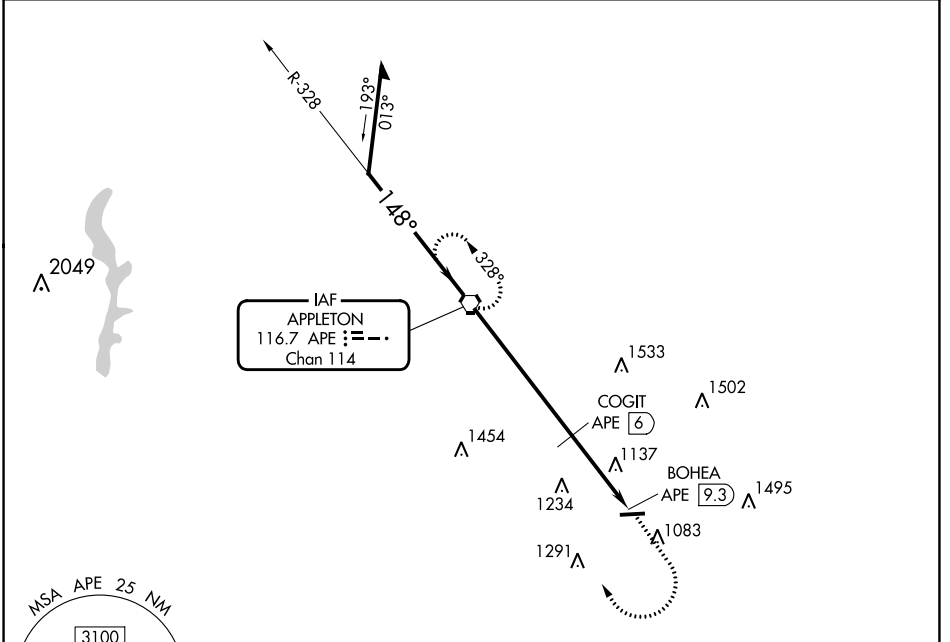 R-328
193°
013°
148°
328°
2049
IAF
APPLETON
116.7 APE
Chan 114
1533
1502
COGIT
APE 6
1454
1137
BOHEA
APE 9.3
1495
1234
1083
1291
MSA APE 25 NM
3100